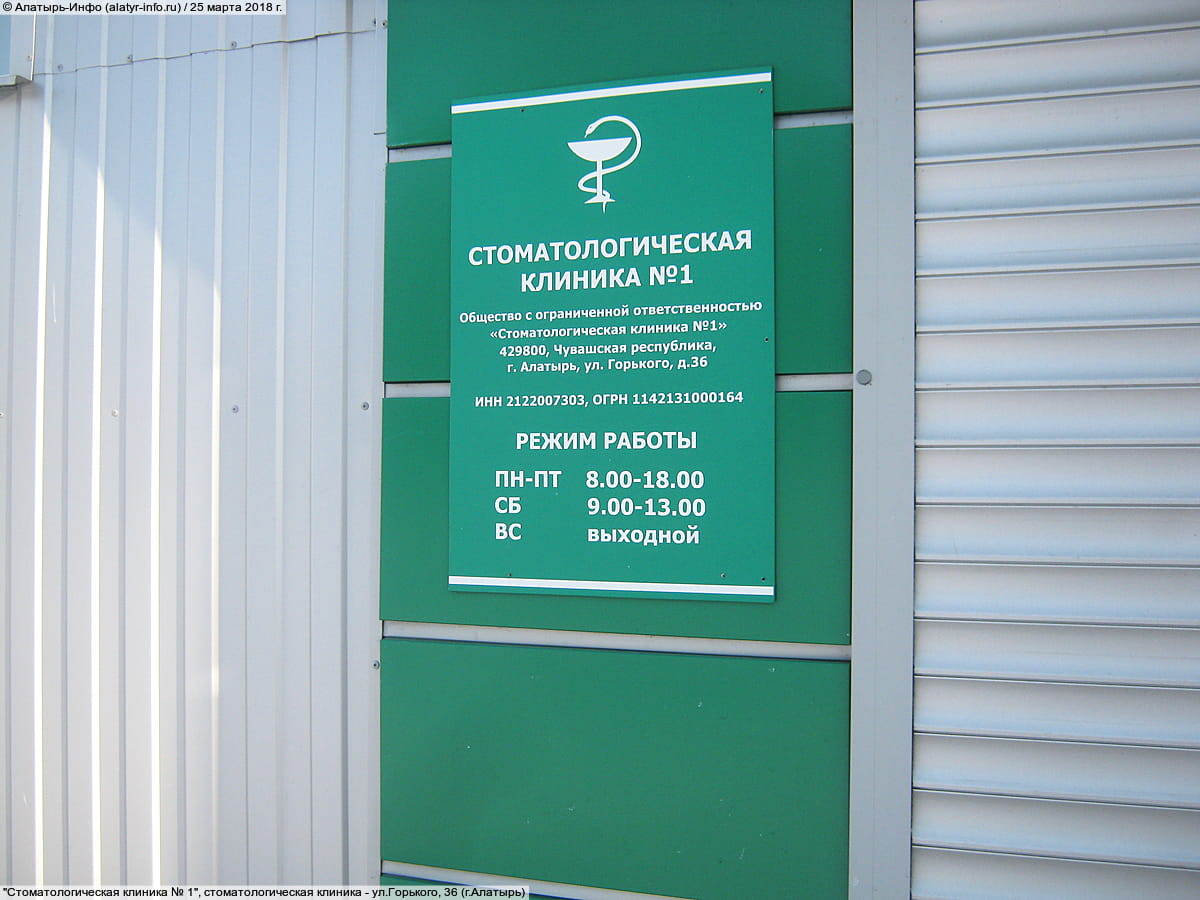 © Алатырь-Инфо (alatyr-info.ru) / 25 марта 2018 г.
СТОМАТОЛОГИЧЕСКАЯ
КЛИНИКА №1
Общество с ограниченной ответственностью
«Стоматологическая клиника №1»
429800, Чувашская республика,
г. Алатырь, ул. Горького, д.36
ИНН 2122007303, ОГРН 1142131000164
РЕЖИМ РАБОТЫ
ПН-ПТ 8.00-18.00
СБ 9.00-13.00
ВС выходной
"Стоматологическая клиника № 1", стоматологическая клиника - ул.Горького, 36 (г.Алатырь)